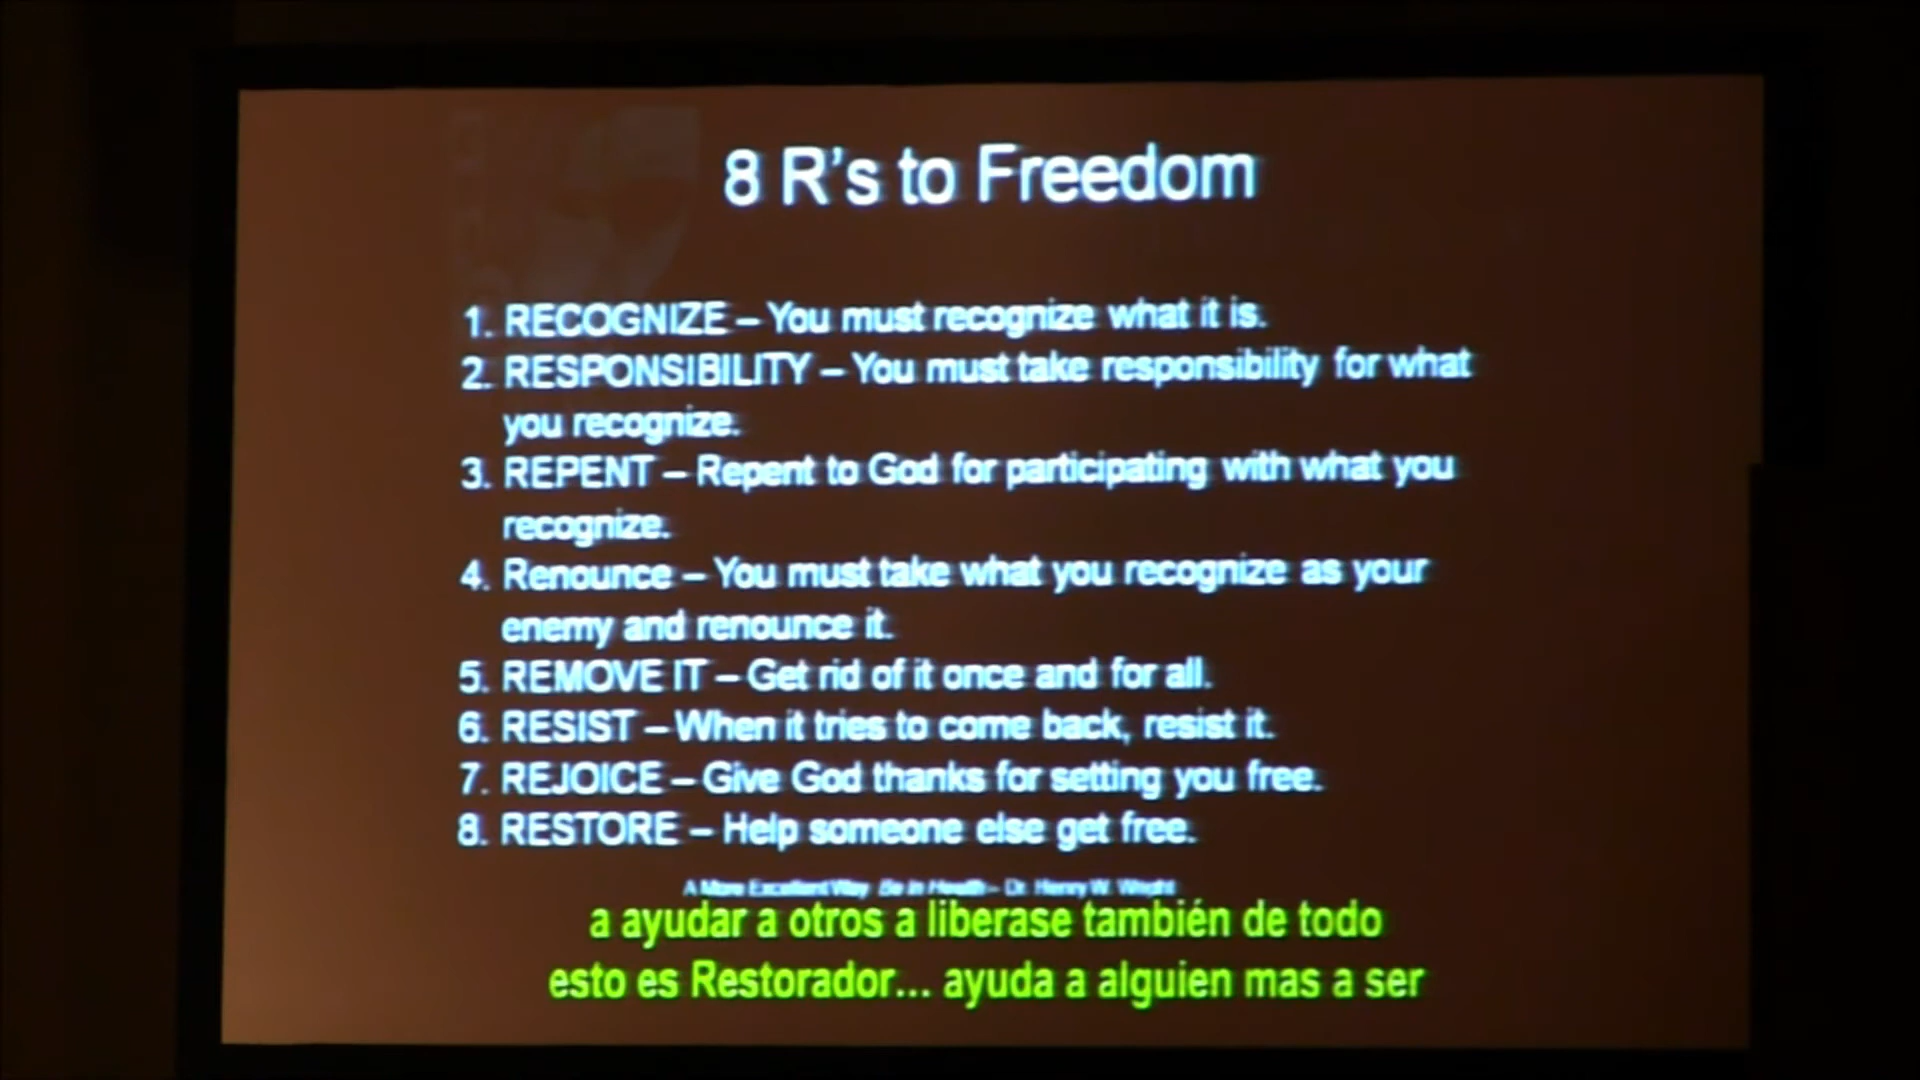 8 R's to Freedom
1. RECOGNIZE – You must recognize what it is.
2. RESPONSIBILITY – You must take responsibility for what
you recognize.
3. REPENT – Repent to God for participating with what you
recognize.
4. Renounce – You must take what you recognize as your
enemy and renounce it.
5. REMOVE IT – Get rid of it once and for all.
6. RESIST – When it tries to come back, resist it.
7. REJOICE – Give God thanks for setting you free.
8. RESTORE – Help someone else get free.
A More Excellent Way Be in Health – Dr. Henry W. Wright
a ayudar a otros a liberase también de todo
esto es Restorador... ayuda a alguien mas a ser